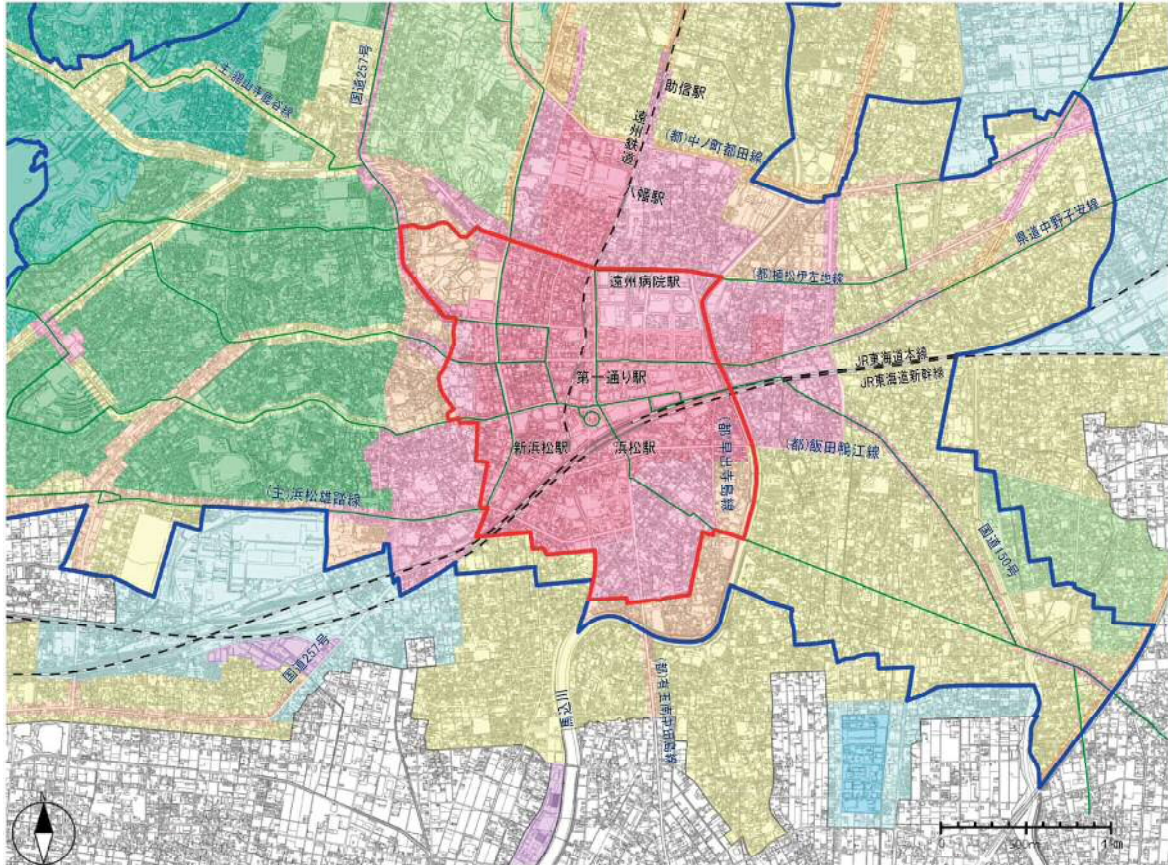 国道257号
(主)舘山寺鹿谷線
助信駅
遠州鉄道
(都)中ノ町都田線
八幡駅
県道中野子安線
遠州病院駅
(都)植松伊左地線
JR東海道本線
JR東海道新幹線
第一通り駅
新浜松駅
浜松駅
(都)早出寺島線
(都)飯田鴨江線
(主)浜松雄踏線
国道150号
国道257号
馬込川
(都)有玉南中田島線
0
500m
1km